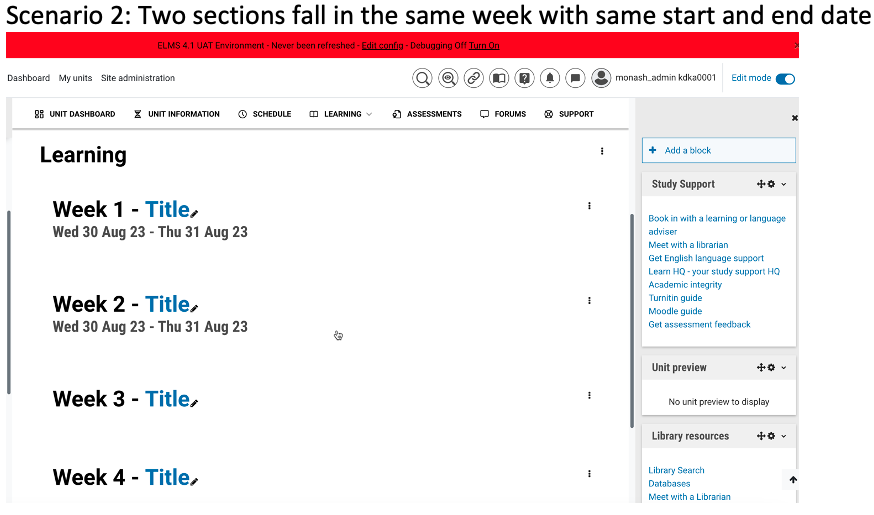 Scenario 2: Two sections fall in the same week with same start and end date
ELMS 4.1 UAT Environment - Never been refreshed - Edit config - Debugging Off Turn On
Dashboard My units Site administration monash_admin kdka0001 Edit mode
UNIT DASHBOARD UNIT INFORMATION SCHEDULE LEARNING ASSESSMENTS FORUMS SUPPORT
Learning
Week 1 - Title
Wed 30 Aug 23 - Thu 31 Aug 23
Week 2 - Title
Wed 30 Aug 23 - Thu 31 Aug 23
Week 3 - Title
Week 4 - Title
+ Add a block
Study Support
Book in with a learning or language
adviser
Meet with a librarian
Get English language support
Learn HQ - your study support HQ
Academic integrity
Turnitin guide
Moodle guide
Get assessment feedback
Unit preview
No unit preview to display
Library resources
Library Search
Databases
Meet with a Librarian